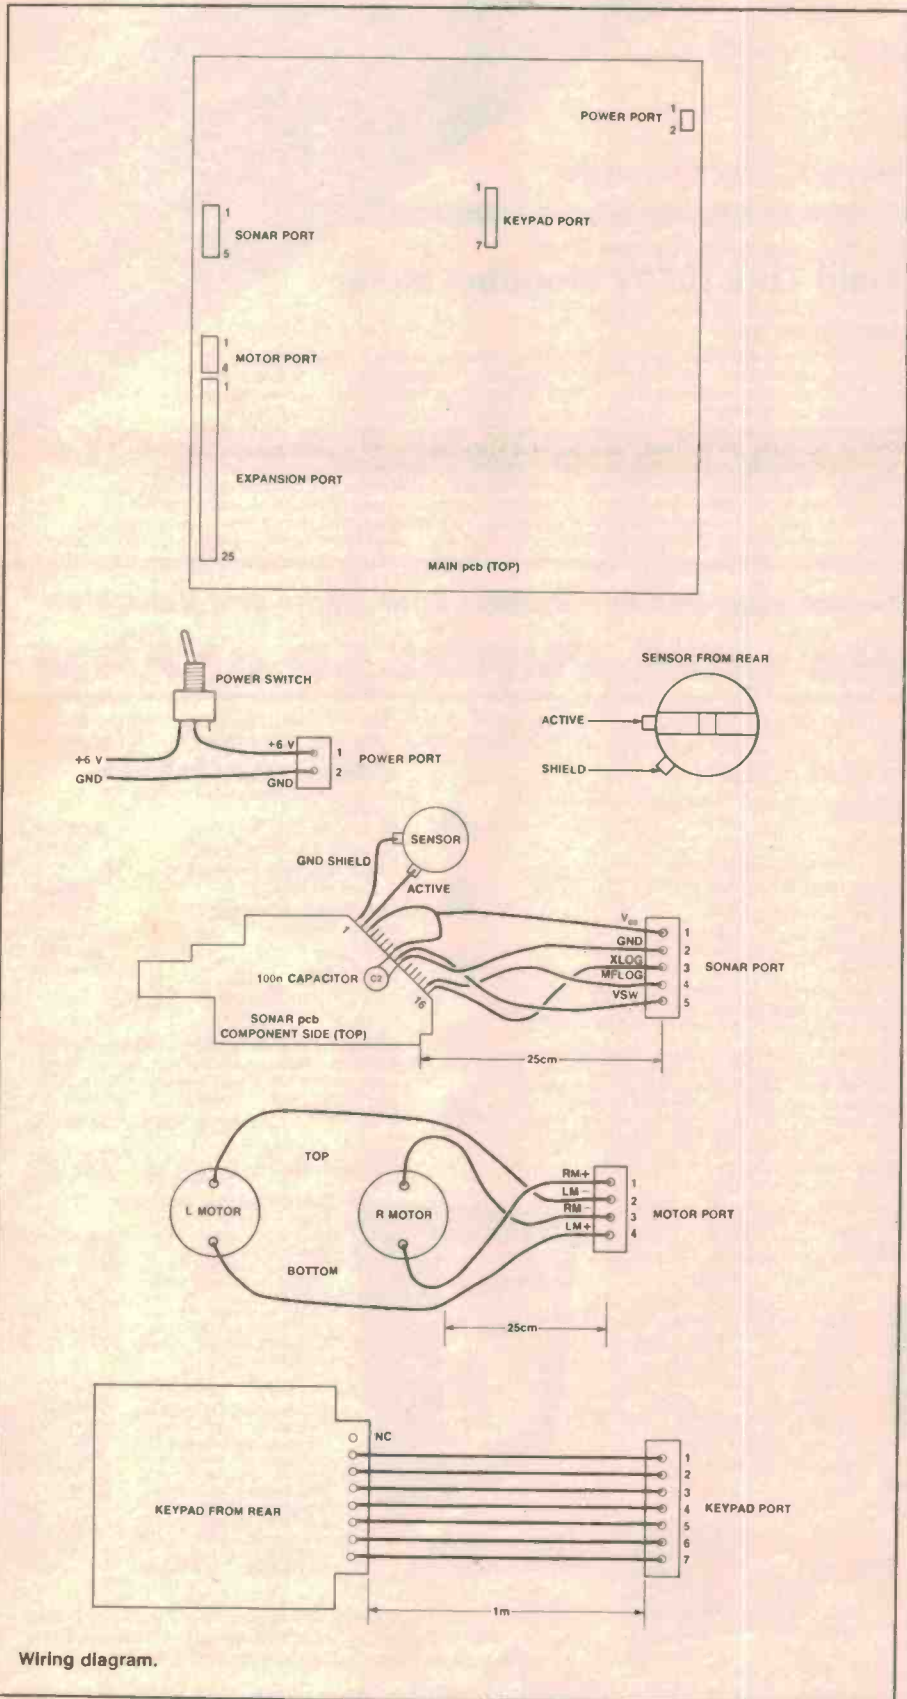 POWER PORT
1
2
1
KEYPAD PORT
7
1
SONAR PORT
5
1
MOTOR PORT
4
1
EXPANSION PORT
25
MAIN pcb (TOP)
POWER SWITCH
+6 V
+6 V
GND
GND
1
2
POWER PORT
SENSOR FROM REAR
ACTIVE
SHIELD
SENSOR
GND SHIELD
ACTIVE
1
16
100n CAPACITOR
C2
SONAR pcb
COMPONENT SIDE (TOP)
GND
XLOG
MFLOG
VSW
1
2
3
4
5
SONAR PORT
25cm
TOP
L MOTOR
R MOTOR
BOTTOM
RM+
LM-
RM-
LM+
1
2
3
4
MOTOR PORT
25cm
NC
KEYPAD FROM REAR
1
2
3
4
5
6
7
KEYPAD PORT
1m
Wiring diagram.